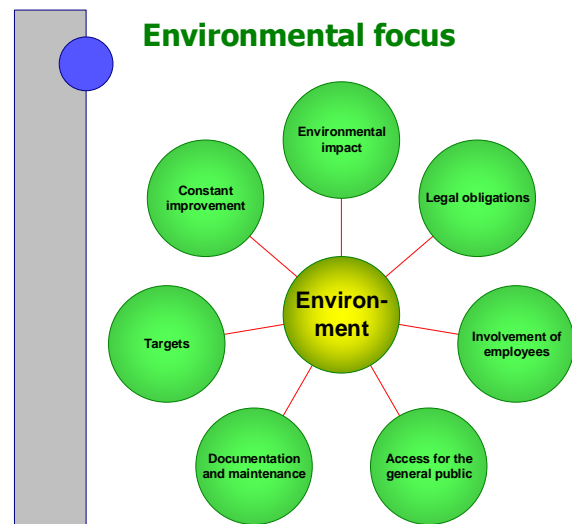 Environmental focus
Environmental
impact
Constant
improvement
Legal obligations
Environ-
ment
Targets
Involvement of
employees
Documentation
and maintenance
Access for the
general public